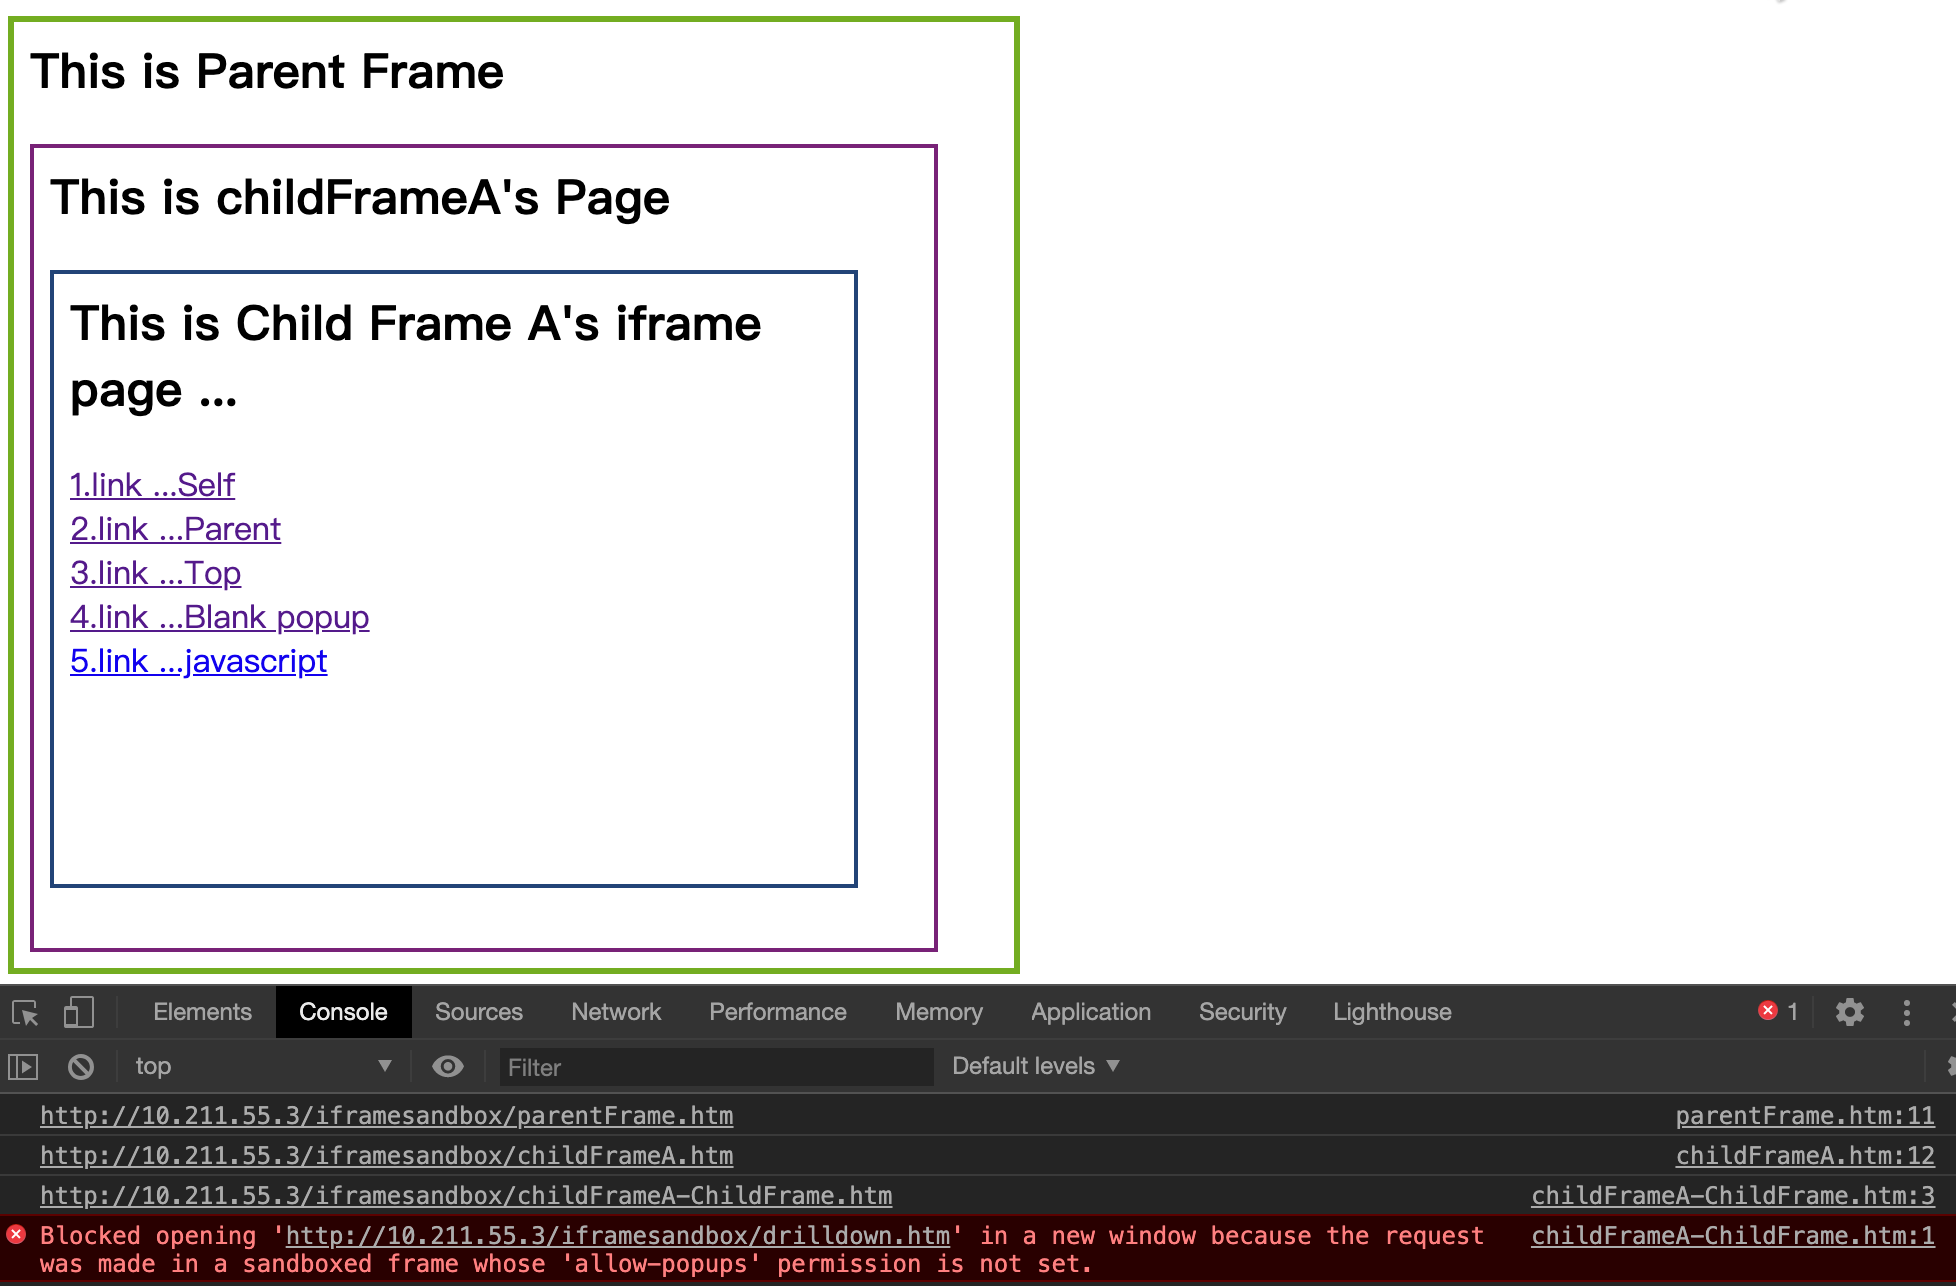 This is Parent Frame
This is childFrameA's Page
This is Child Frame A's iframe
page ...
1.link ...Self
2.link ...Parent
3.link ...Top
4.link ...Blank popup
5.link ...javascript
Elements Console Sources Network Performance Memory Application Security Lighthouse 1
top Filter Default levels
http://10.211.55.3/iframesandbox/parentFrame.htm parentFrame.htm:11
http://10.211.55.3/iframesandbox/childFrameA.htm childFrameA.htm:12
http://10.211.55.3/iframesandbox/childFrameA-ChildFrame.htm childFrameA-ChildFrame.htm:3
Blocked opening 'http://10.211.55.3/iframesandbox/drilldown.htm' in a new window because the request childFrameA-ChildFrame.htm:1
was made in a sandboxed frame whose 'allow-popups' permission is not set.